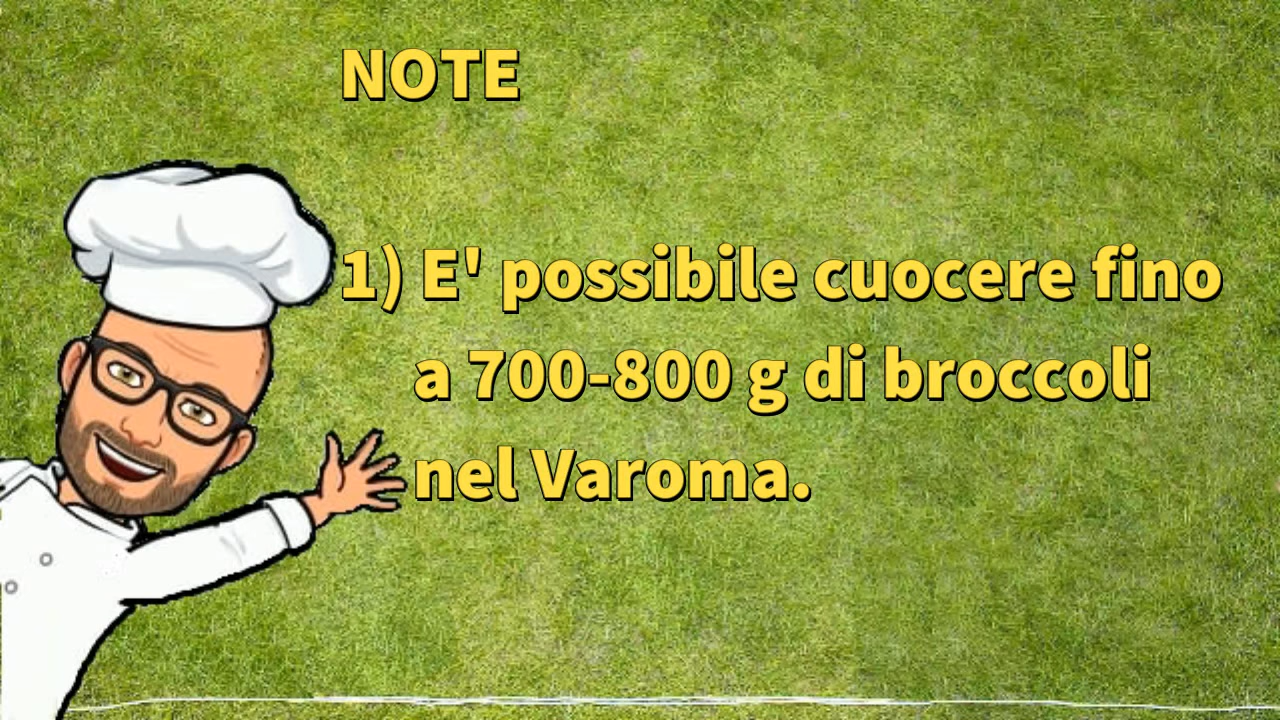 NOTE
1) E' possibile cuocere fino
a 700-800 g di broccoli
nel Varoma.